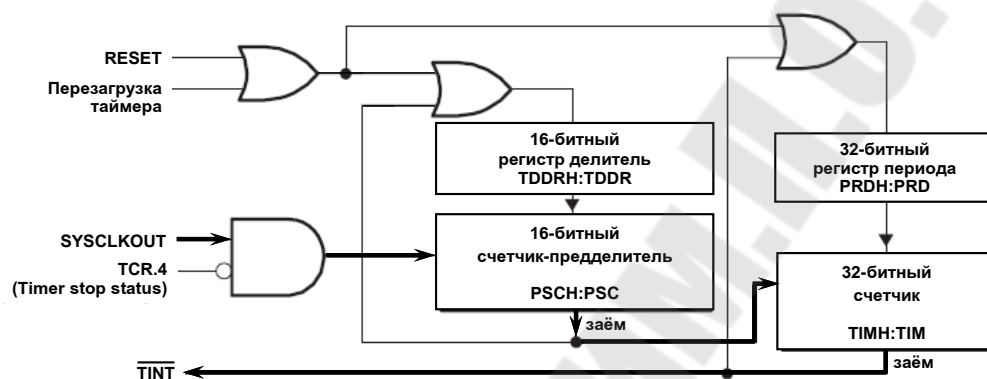 RESET
Перезагрузка
таймера
16-битный
регистр делитель
TDDRH:TDDR
32-битный
регистр периода
PRDH:PRD
SYSCLKOUT
TCR.4
(Timer stop status)
16-битный
счетчик-предделитель
PSCH:PSC
32-битный
счетчик
TIMH:TIM
заём
заём
TINT